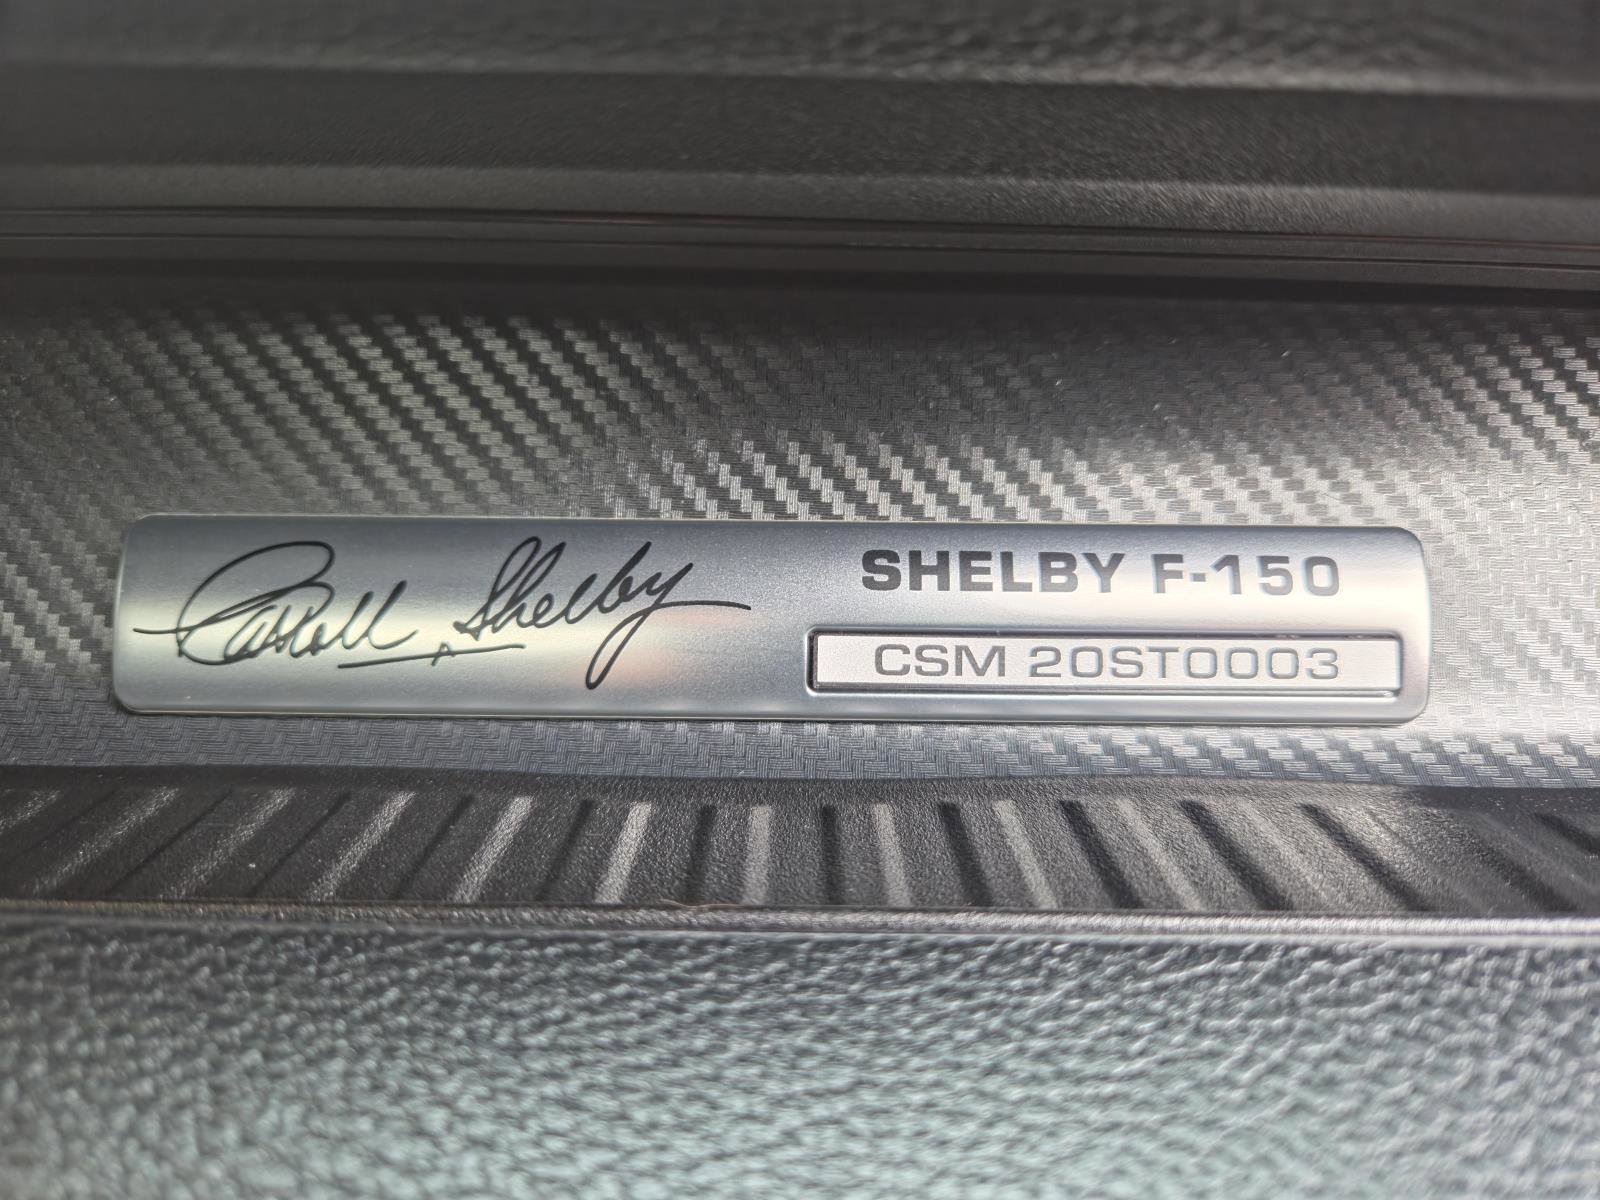 Carroll Shelby
SHELBY F-150
CSM 20ST0003